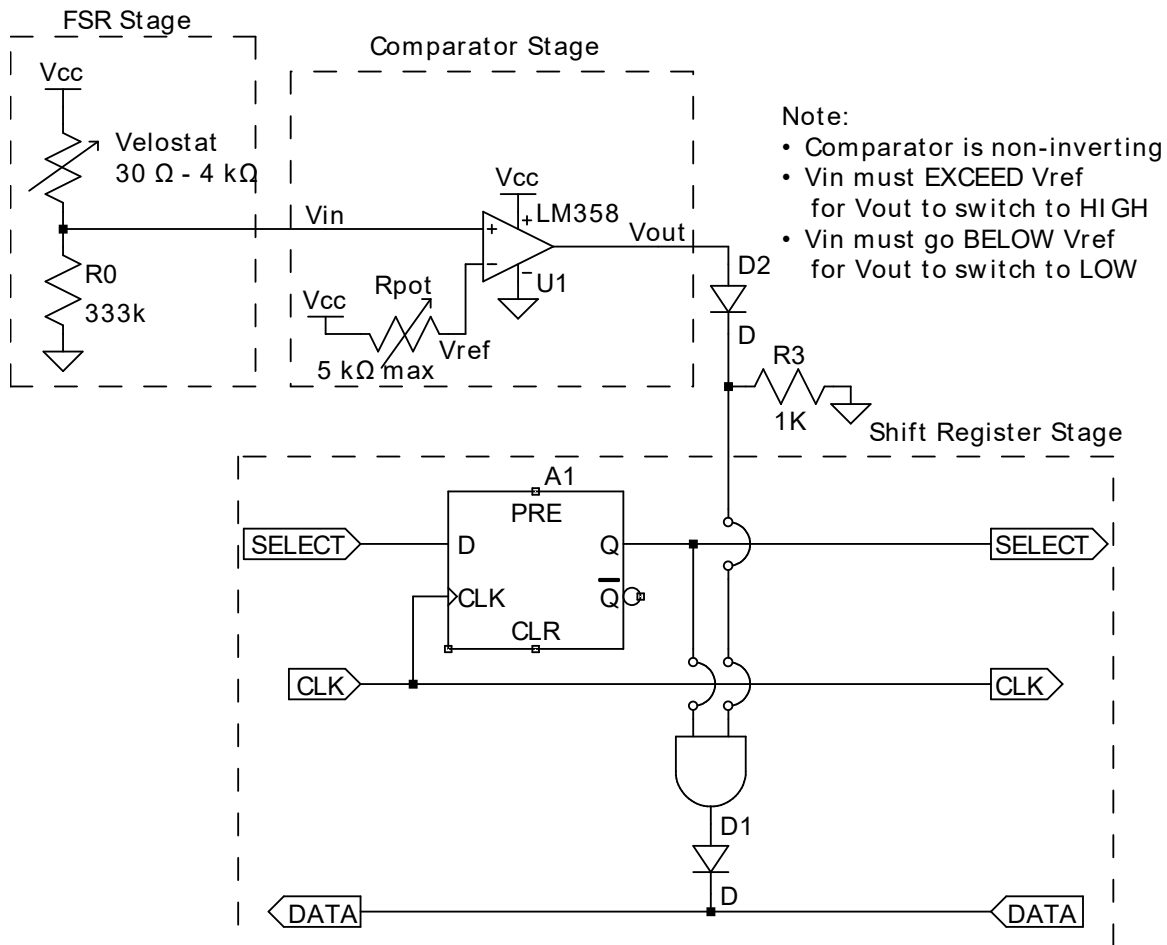 FSR Stage
Comparator Stage
Vcc
Velostat
30 Ω - 4 kΩ
R0
333k
Vin
Vcc
LM358
+
+
−
−
U1
Vout
Rpot
Vcc
Vref
5 kΩ max
Note:
• Comparator is non-inverting
• Vin must EXCEED Vref
for Vout to switch to HIGH
• Vin must go BELOW Vref
for Vout to switch to LOW
D2
D
R3
1K
Shift Register Stage
A1
PRE
SELECT
D
Q
SELECT
CLK
Q
CLR
CLK
CLK
D1
D
DATA
DATA